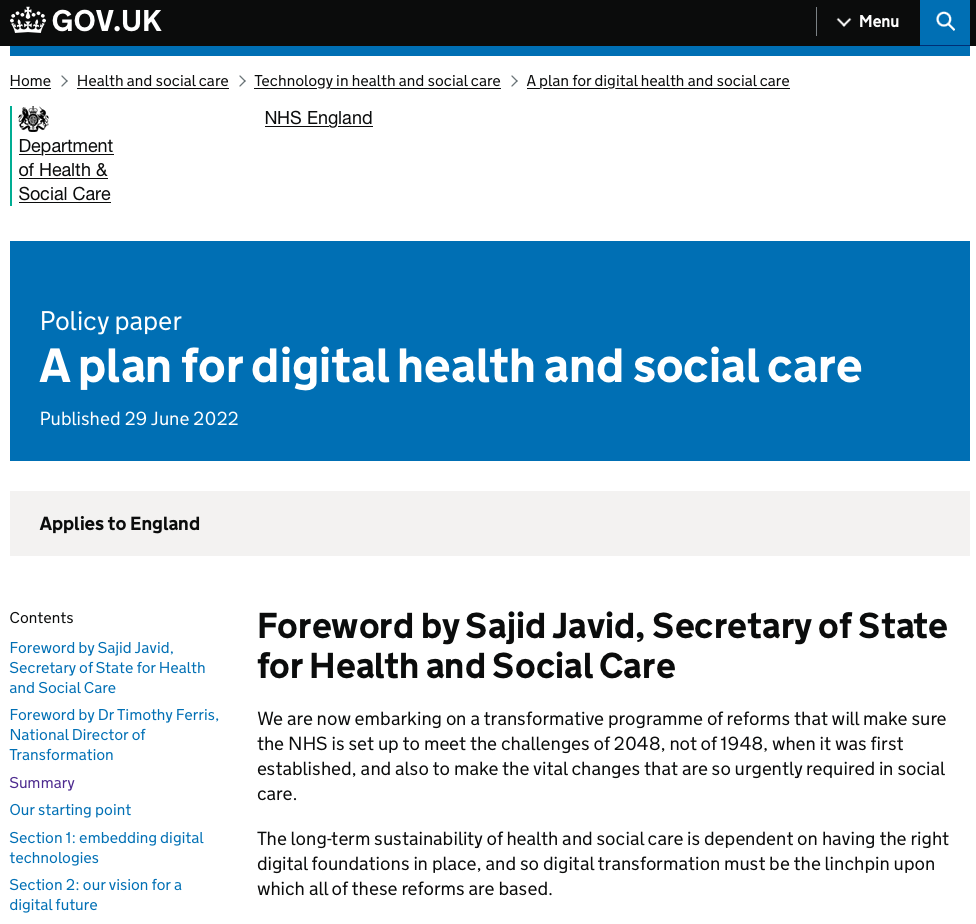 GOV.UK
Menu
Home
Health and social care
Technology in health and social care
A plan for digital health and social care
Department
of Health &
Social Care
NHS England
Policy paper
A plan for digital health and social care
Published 29 June 2022
Applies to England
Contents
Foreword by Sajid Javid,
Secretary of State for Health
and Social Care
Foreword by Dr Timothy Ferris,
National Director of
Transformation
Summary
Our starting point
Section 1: embedding digital
technologies
Section 2: our vision for a
digital future
Foreword by Sajid Javid, Secretary of State
for Health and Social Care
We are now embarking on a transformative programme of reforms that will make sure
the NHS is set up to meet the challenges of 2048, not of 1948, when it was first
established, and also to make the vital changes that are so urgently required in social
care.
The long-term sustainability of health and social care is dependent on having the right
digital foundations in place, and so digital transformation must be the linchpin upon
which all of these reforms are based.